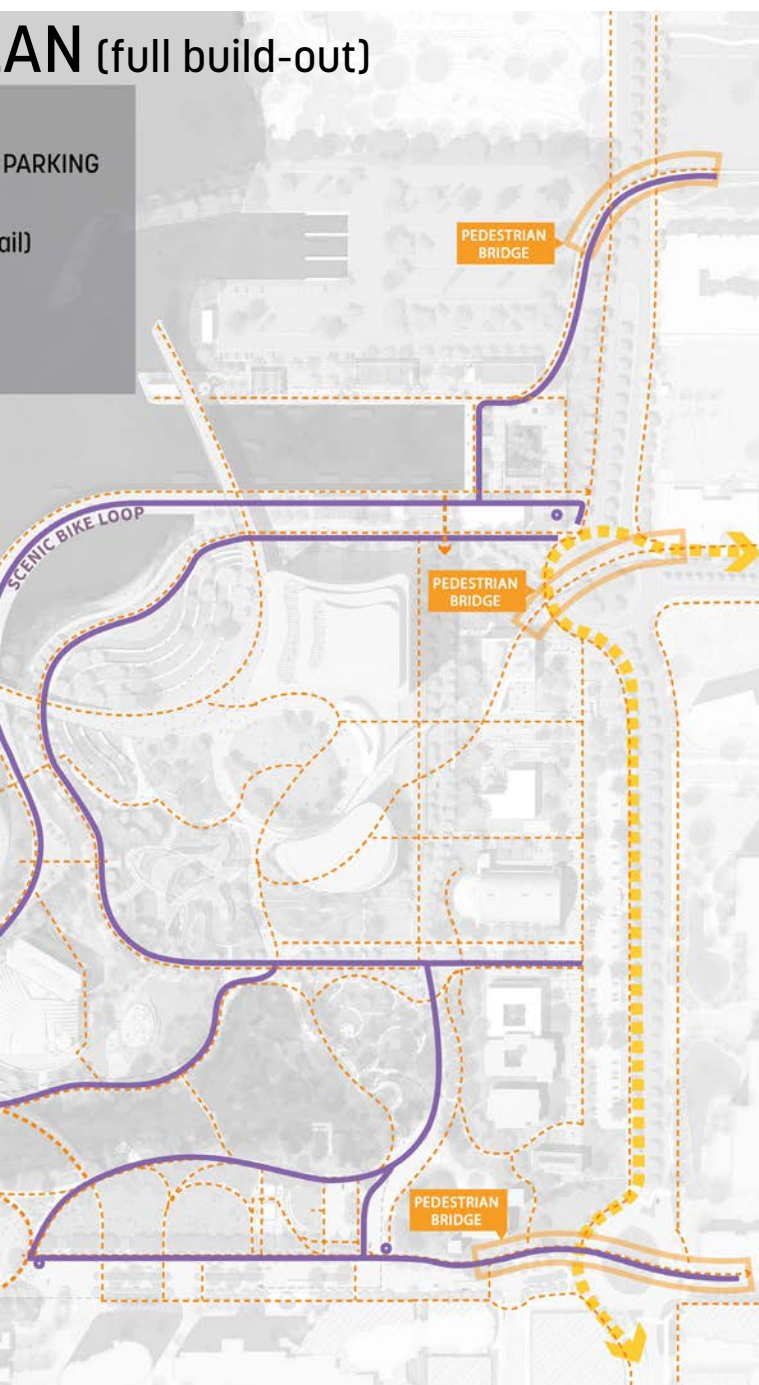 AN (full build-out)
PARKING
ail)
PEDESTRIAN
BRIDGE
SCENIC BIKE LOOP
PEDESTRIAN
BRIDGE
PEDESTRIAN
BRIDGE